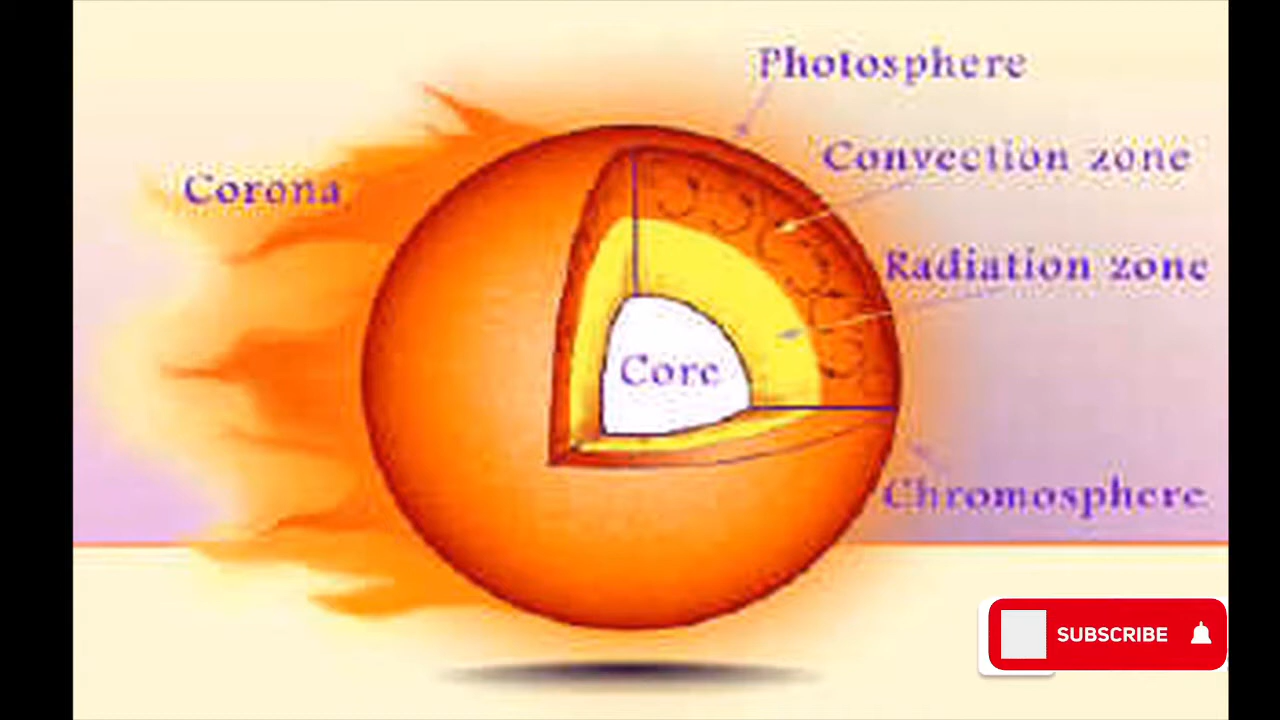 Photosphere
Convection zone
Corona
Radiation zone
Core
Chromosphere
SUBSCRIBE